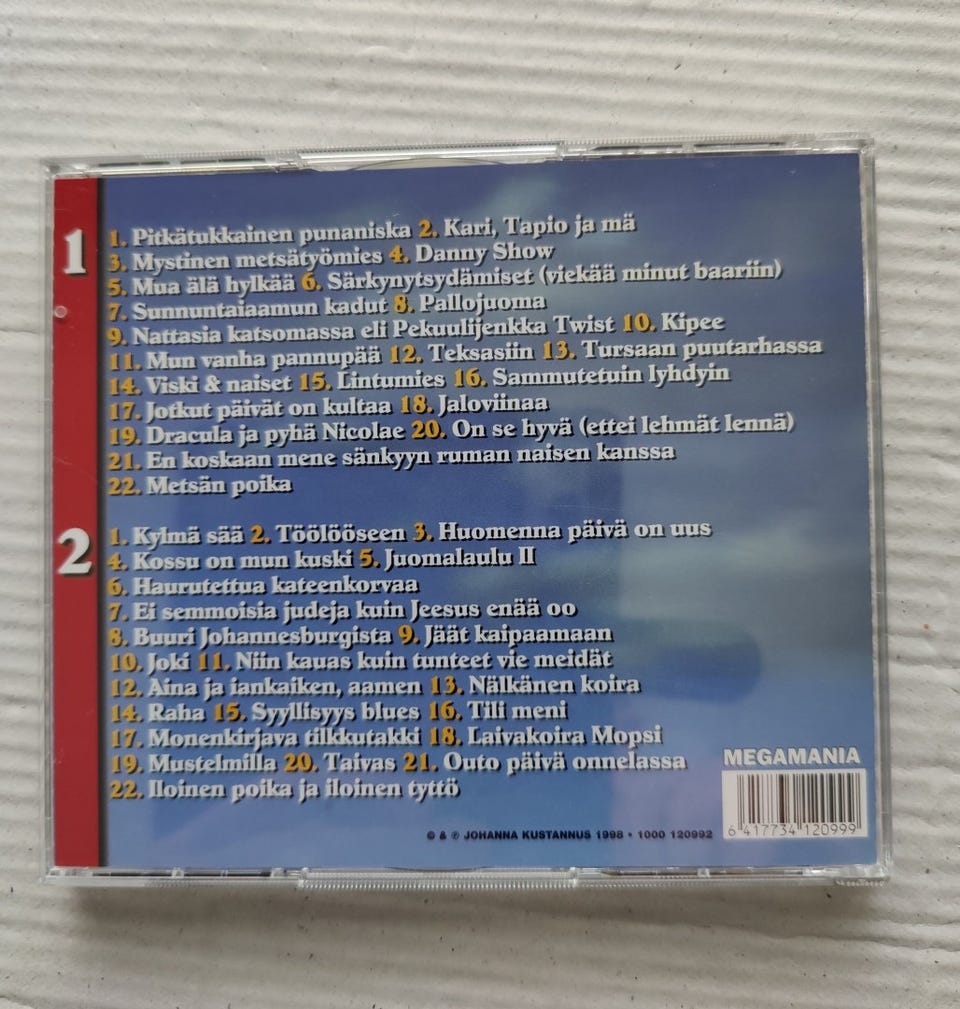 1
1. Pitkätukkainen punaniska 2. Kari, Tapio ja mä
3. Mystinen metsätyömies 4. Danny Show
5. Mua älä hylkää 6. Särkynytsydämiset (viekää minut baariin)
7. Sunnuntaiaamun kadut 8. Pallojuoma
9. Nattasia katsomassa eli Pekuulijenkka Twist 10. Kipee
11. Mun vanha pannupää 12. Teksasiin 13. Tursaan puutarhassa
14. Viski & naiset 15. Lintumies 16. Sammutetuin lyhdyin
17. Jotkut päivät on kultaa 18. Jaloviinaa
19. Dracula ja pyhä Nicolae 20. On se hyvä (ettei lehmät lennä)
21. En koskaan mene sänkyyn ruman naisen kanssa
22. Metsän poika
2
1. Kylmä sää 2. Töölööseen 3. Huomenna päivä on uus
4. Kossu on mun kuski 5. Juomalaulu II
6. Haurutettua kateenkorvaa
7. Ei semmoisia judeja kuin Jeesus enää oo
8. Buuri Johannesburgista 9. Jäät kaipaamaan
10. Joki 11. Niin kauas kuin tunteet vie meidät
12. Aina ja iankaiken, aamen 13. Nälkänen koira
14. Raha 15. Syyllisyys blues 16. Tili meni
17. Monenkirjava tilkkutakki 18. Laivakoira Mopsi
19. Mustelmilla 20. Taivas 21. Outo päivä onnelassa
22. Iloinen poika ja iloinen tyttö
MEGAMANIA
6 417734 120999
© & ℗ JOHANNA KUSTANNUS 1998 • 1000 120992